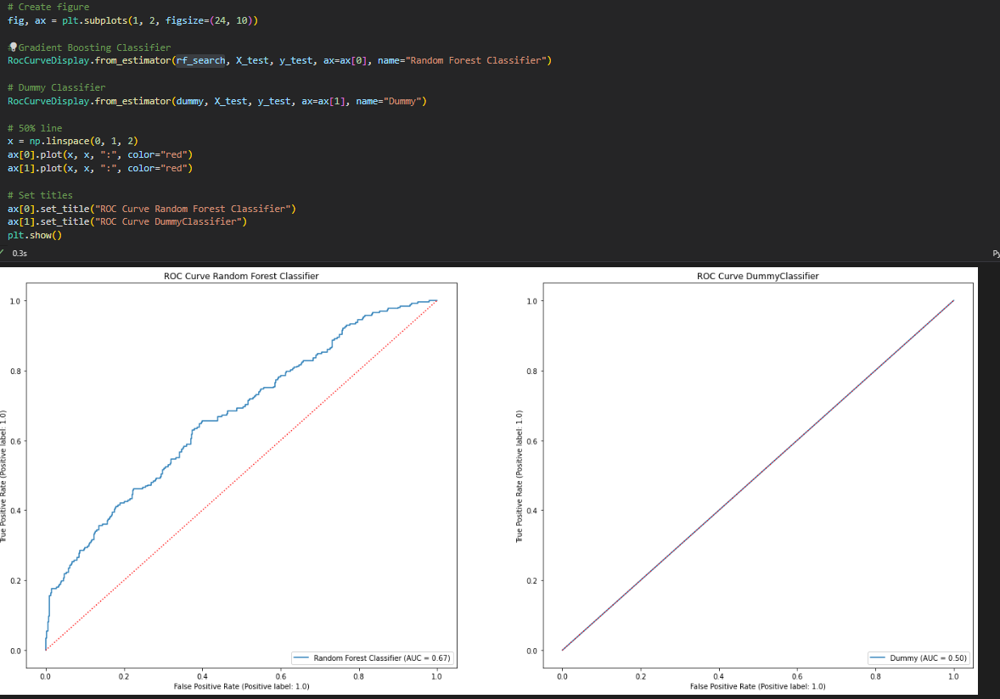 # Create figure
fig, ax = plt.subplots(1, 2, figsize=(24, 10))
# Gradient Boosting Classifier
RocCurveDisplay.from_estimator(rf_search, X_test, y_test, ax=ax[0], name="Random Forest Classifier")
# Dummy Classifier
RocCurveDisplay.from_estimator(dummy, X_test, y_test, ax=ax[1], name="Dummy")
# 50% line
x = np.linspace(0, 1, 2)
ax[0].plot(x, x, ":", color="red")
ax[1].plot(x, x, ":", color="red")
# Set titles
ax[0].set_title("ROC Curve Random Forest Classifier")
ax[1].set_title("ROC Curve DummyClassifier")
plt.show()
0.3s
Py
ROC Curve Random Forest Classifier
1.0
0.8
0.6
0.4
0.2
0.0
True Positive Rate (Positive label: 1.0)
Random Forest Classifier (AUC = 0.67)
0.0 0.2 0.4 0.6 0.8 1.0
False Positive Rate (Positive label: 1.0)
ROC Curve DummyClassifier
1.0
0.8
0.6
0.4
0.2
0.0
True Positive Rate (Positive label: 1.0)
Dummy (AUC = 0.50)
0.0 0.2 0.4 0.6 0.8 1.0
False Positive Rate (Positive label: 1.0)